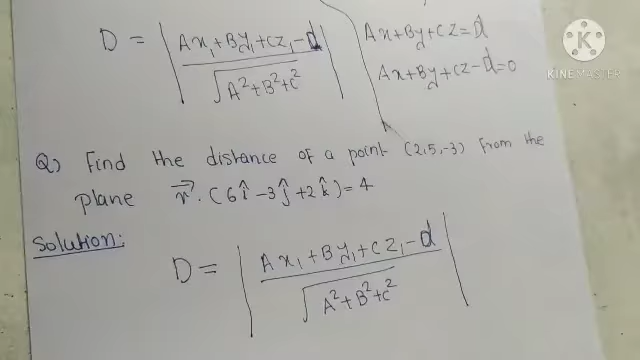 D = | Ax₁+By₁+CZ₁-d / √A²+B²+C² |
Ax+By+CZ=d
Ax+By+CZ-d=0
KINEMASTER
Q) Find the distance of a point (2,5,-3) From the
plane r⃗. (6î-3ĵ+2k̂)=4
Solution:
D = | Ax₁+By₁+CZ₁-d / √A²+B²+C² |